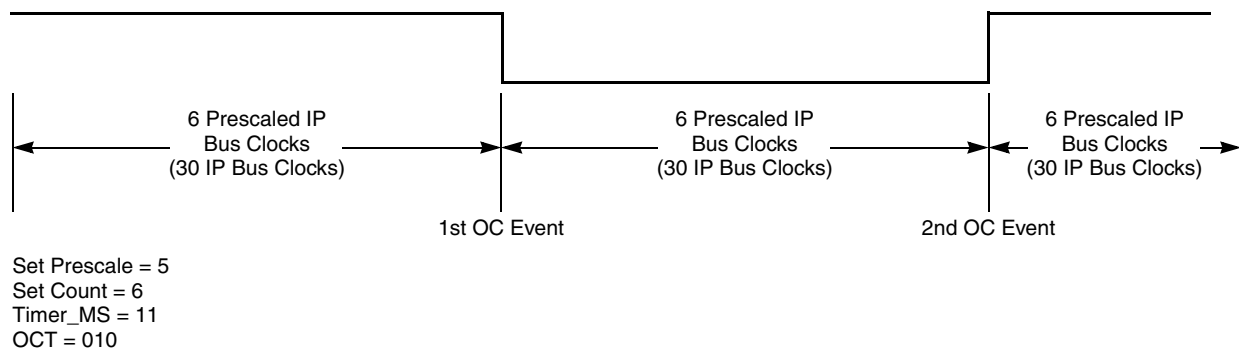 6 Prescaled IP
Bus Clocks
(30 IP Bus Clocks)
6 Prescaled IP
Bus Clocks
(30 IP Bus Clocks)
6 Prescaled IP
Bus Clocks
(30 IP Bus Clocks)
1st OC Event
2nd OC Event
Set Prescale = 5
Set Count = 6
Timer_MS = 11
OCT = 010